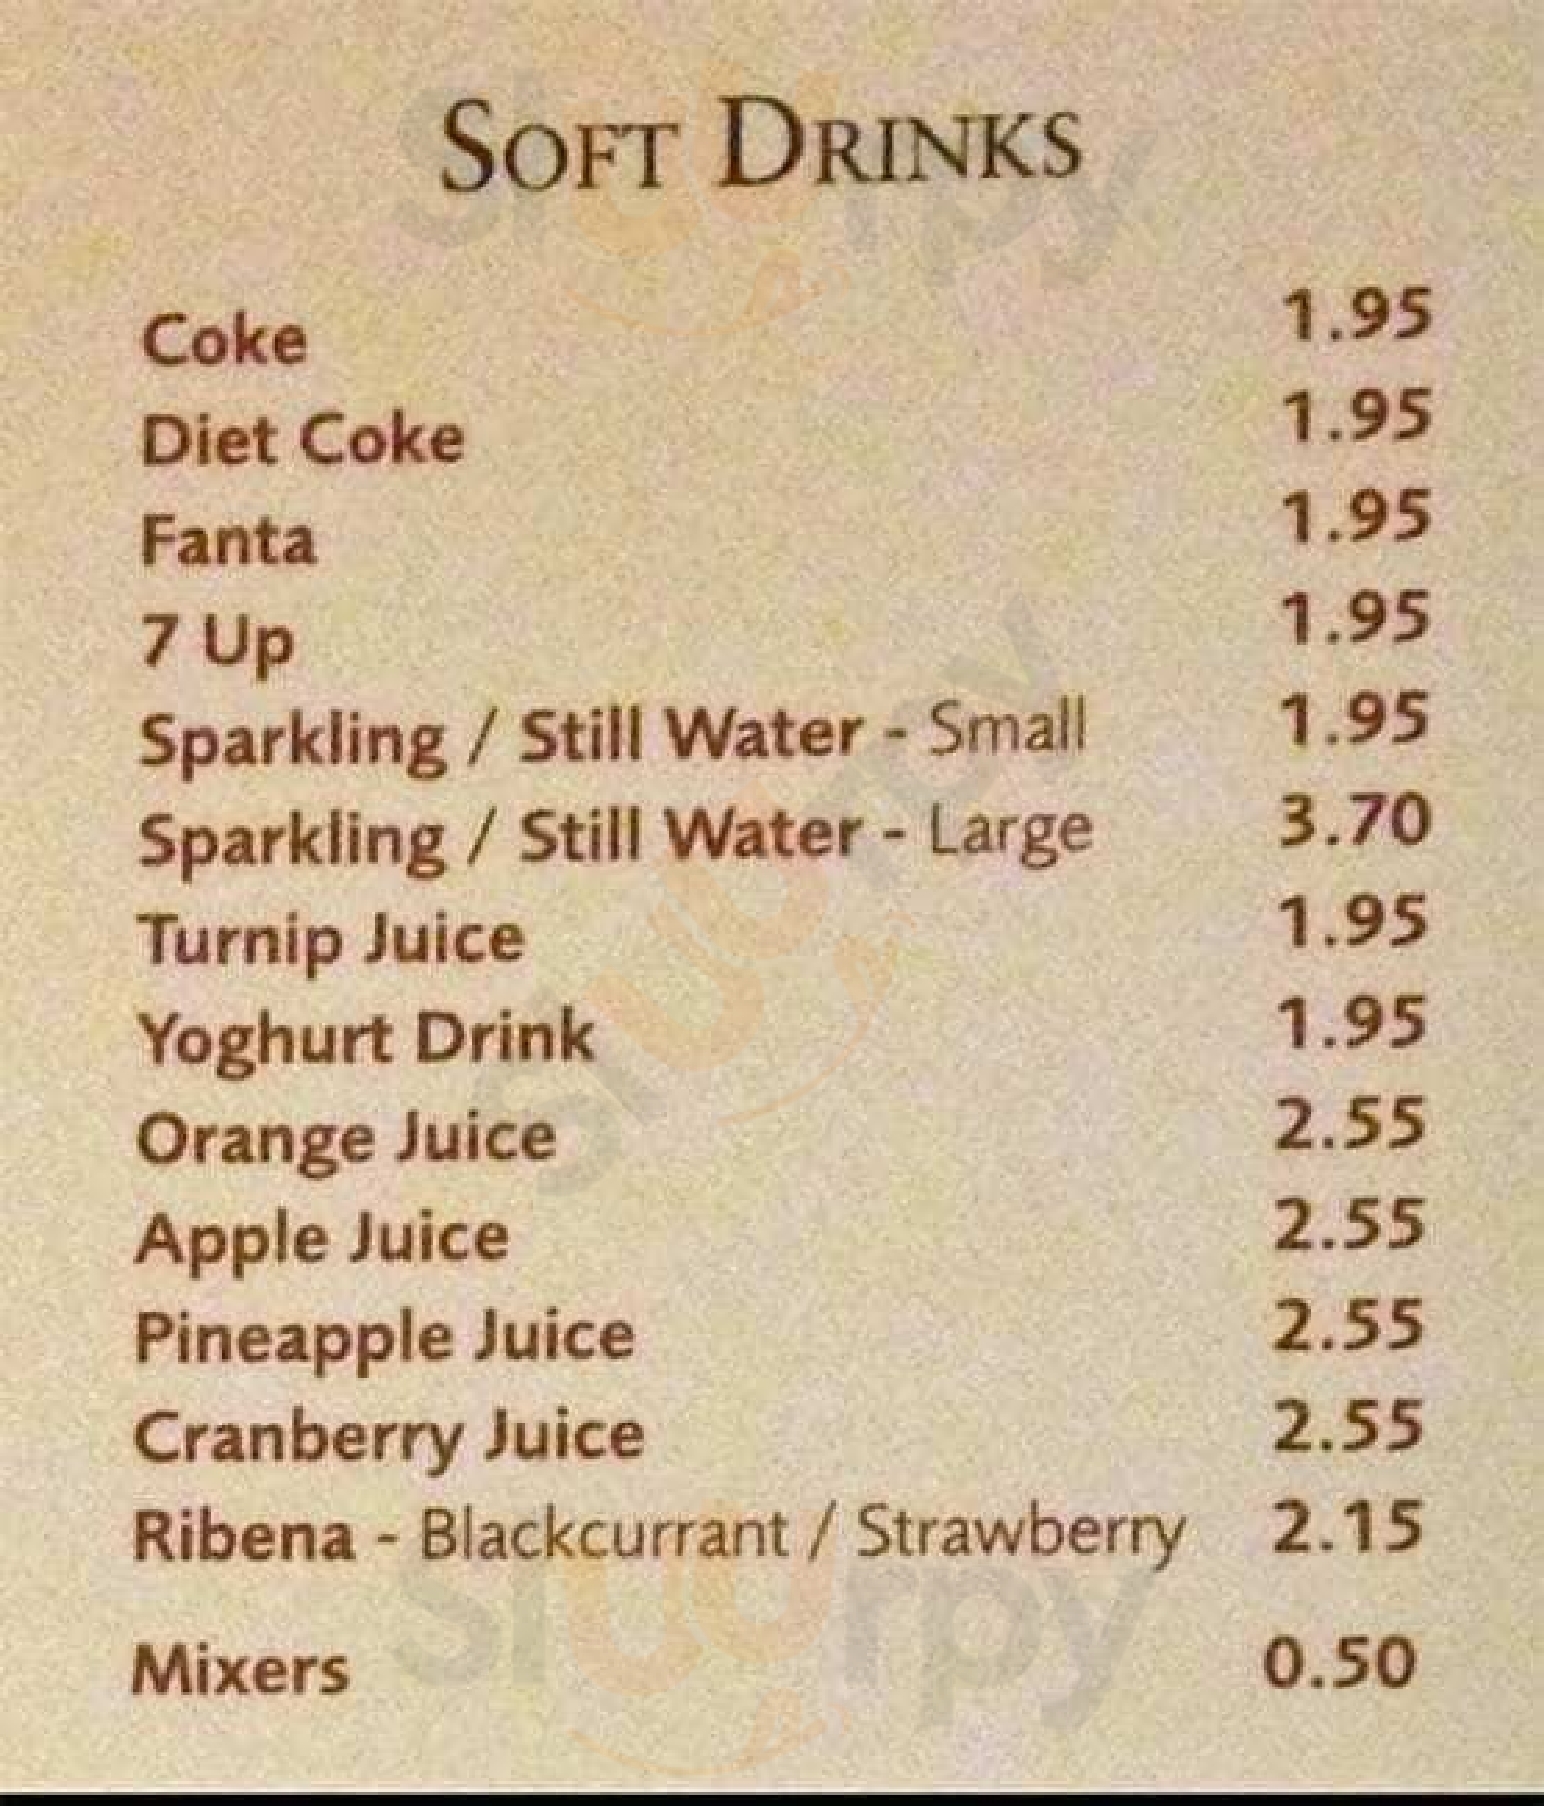 SOFT DRINKS
Coke 1.95
Diet Coke 1.95
Fanta 1.95
7 Up 1.95
Sparkling / Still Water - Small 1.95
Sparkling / Still Water - Large 3.70
Turnip Juice 1.95
Yoghurt Drink 1.95
Orange Juice 2.55
Apple Juice 2.55
Pineapple Juice 2.55
Cranberry Juice 2.55
Ribena - Blackcurrant / Strawberry 2.15
Mixers 0.50
sluurpy
sluurpy
sluurpy